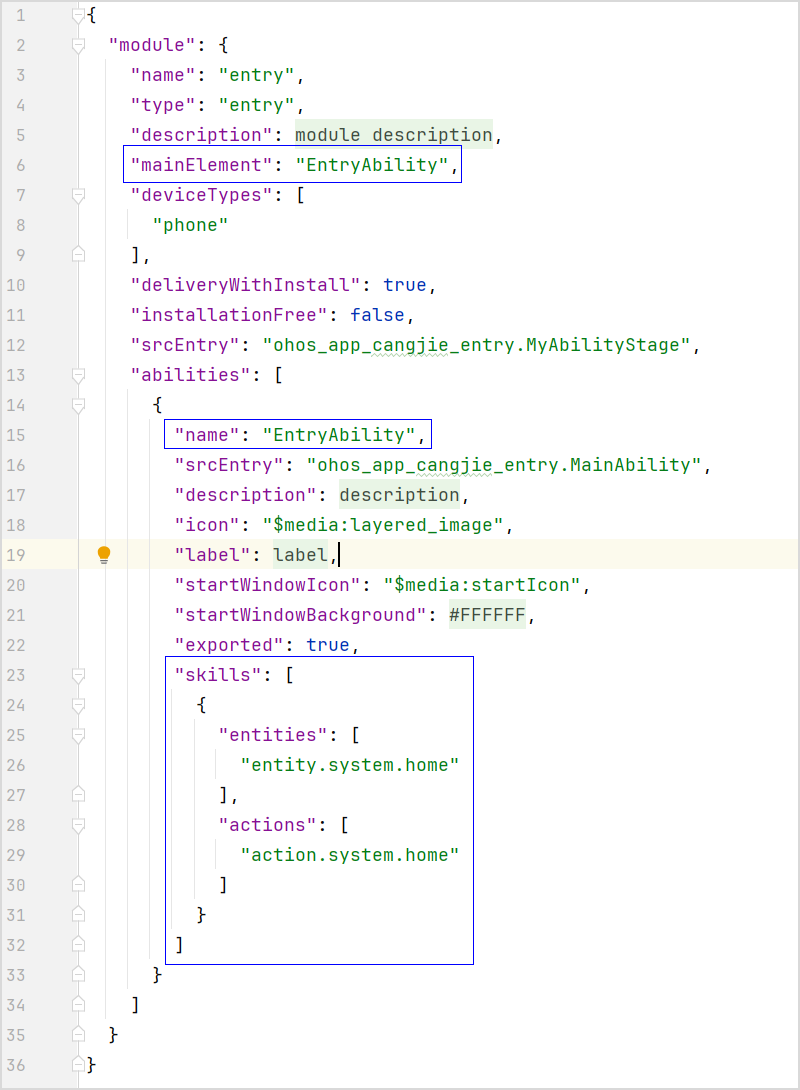 1 {
2 "module": {
3 "name": "entry",
4 "type": "entry",
5 "description": module description,
6 "mainElement": "EntryAbility",
7 "deviceTypes": [
8 "phone"
9 ],
10 "deliveryWithInstall": true,
11 "installationFree": false,
12 "srcEntry": "ohos_app_cangjie_entry.MyAbilityStage",
13 "abilities": [
14 {
15 "name": "EntryAbility",
16 "srcEntry": "ohos_app_cangjie_entry.MainAbility",
17 "description": description,
18 "icon": "$media:layered_image",
19 "label": label,
20 "startWindowIcon": "$media:startIcon",
21 "startWindowBackground": #FFFFFF,
22 "exported": true,
23 "skills": [
24 {
25 "entities": [
26 "entity.system.home"
27 ],
28 "actions": [
29 "action.system.home"
30 ]
31 }
32 ]
33 }
34 ]
35 }
36 }